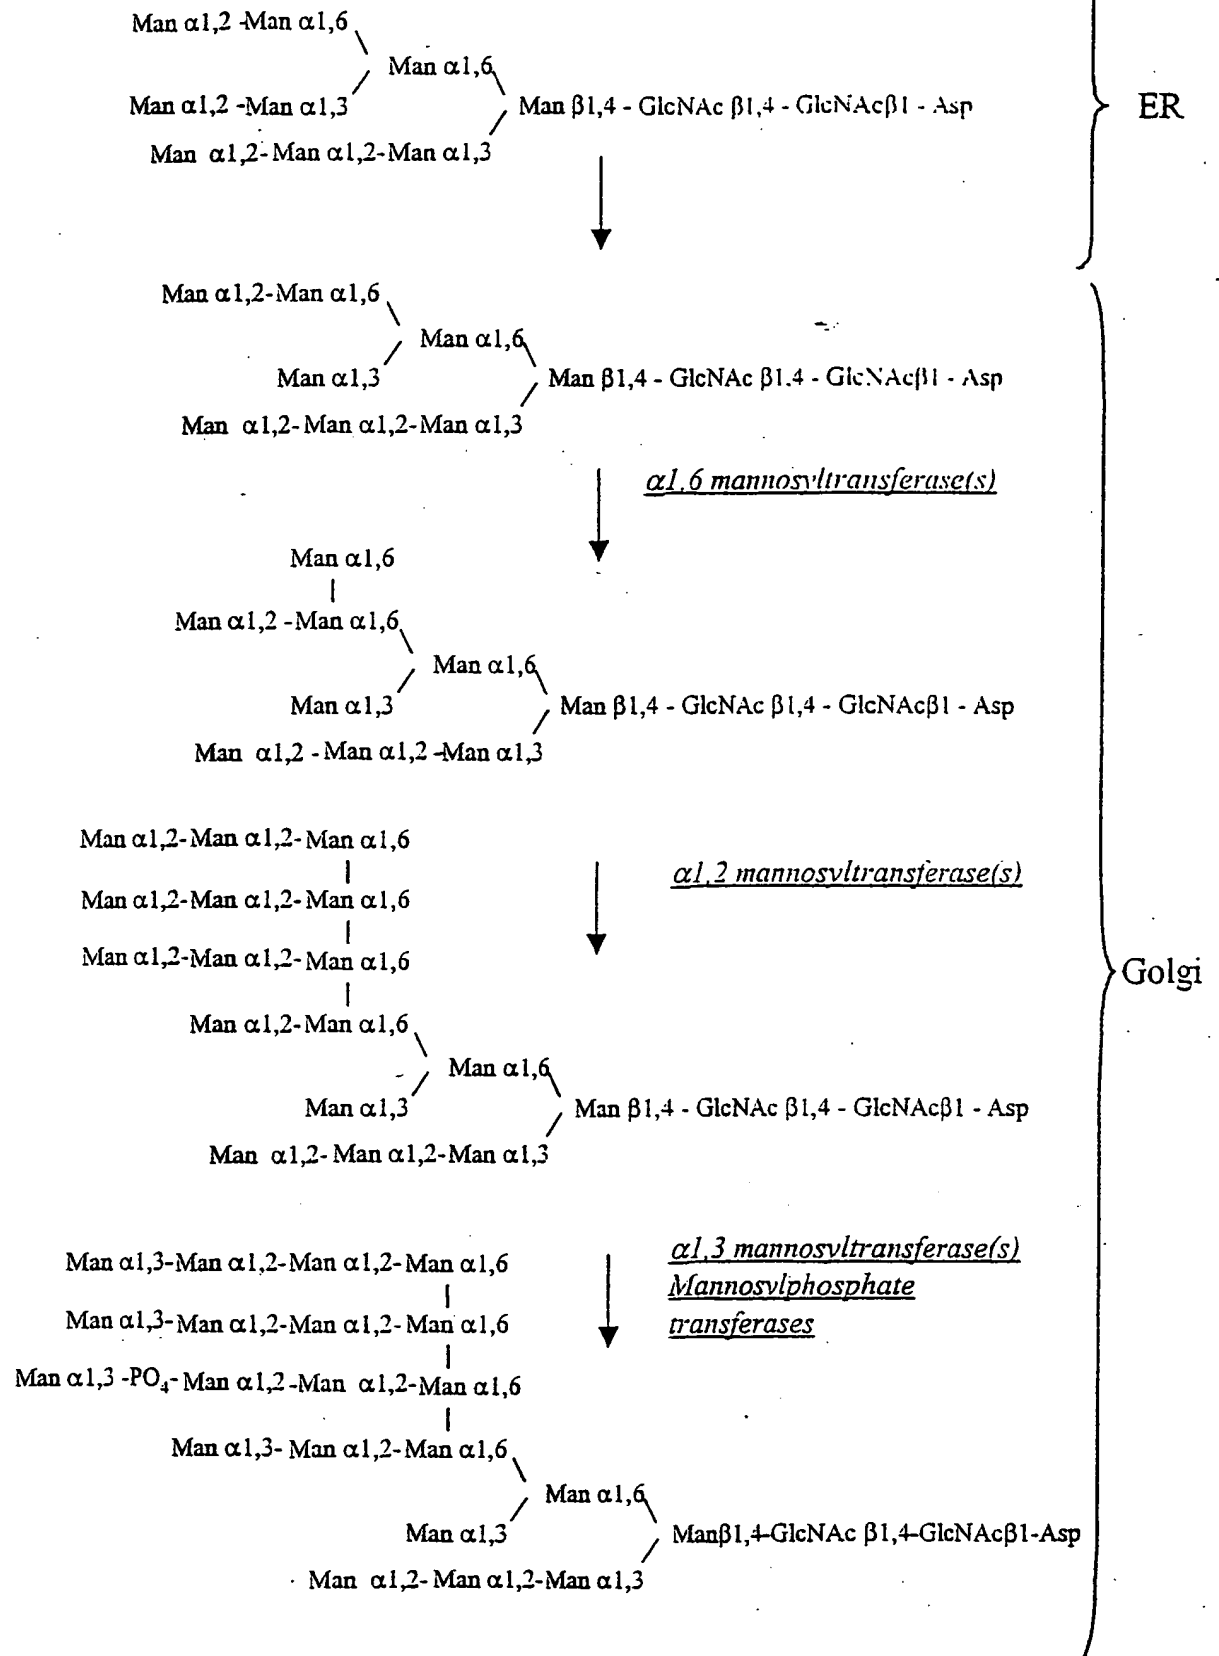 Man α1,2 -Man α1,6
Man α1,6
Man α1,2 -Man α1,3
Man β1,4 - GlcNAc β1,4 - GlcNAcβ1 - Asp
ER
Man α1,2- Man α1,2-Man α1,3
Man α1,2-Man α1,6
Man α1,6
Man α1,3
Man β1,4 - GlcNAc β1,4 - GlcNAcβ1 - Asp
Man α1,2- Man α1,2-Man α1,3
α1,6 mannosyltransferase(s)
Man α1,6
Man α1,2 -Man α1,6
Man α1,6
Man α1,3
Man β1,4 - GlcNAc β1,4 - GlcNAcβ1 - Asp
Man α1,2 - Man α1,2 -Man α1,3
Man α1,2- Man α1,2- Man α1,6
α1,2 mannosyltransferase(s)
Man α1,2-Man α1,2- Man α1,6
Man α1,2-Man α1,2- Man α1,6
Golgi
Man α1,2- Man α1,6
Man α1,6
Man α1,3
Man β1,4 - GlcNAc β1,4 - GlcNAcβ1 - Asp
Man α1,2- Man α1,2-Man α1,3
Man α1,3-Man α1,2-Man α1,2- Man α1,6
α1,3 mannosyltransferase(s)
Mannosylphosphate
transferases
Man α1,3- Man α1,2-Man α1,2- Man α1,6
Man α1,3 -PO₄- Man α1,2 -Man α1,2-Man α1,6
Man α1,3- Man α1,2-Man α1,6
Man α1,6
Man α1,3
Manβ1,4-GlcNAc β1,4-GlcNAcβ1-Asp
Man α1,2- Man α1,2-Man α1,3